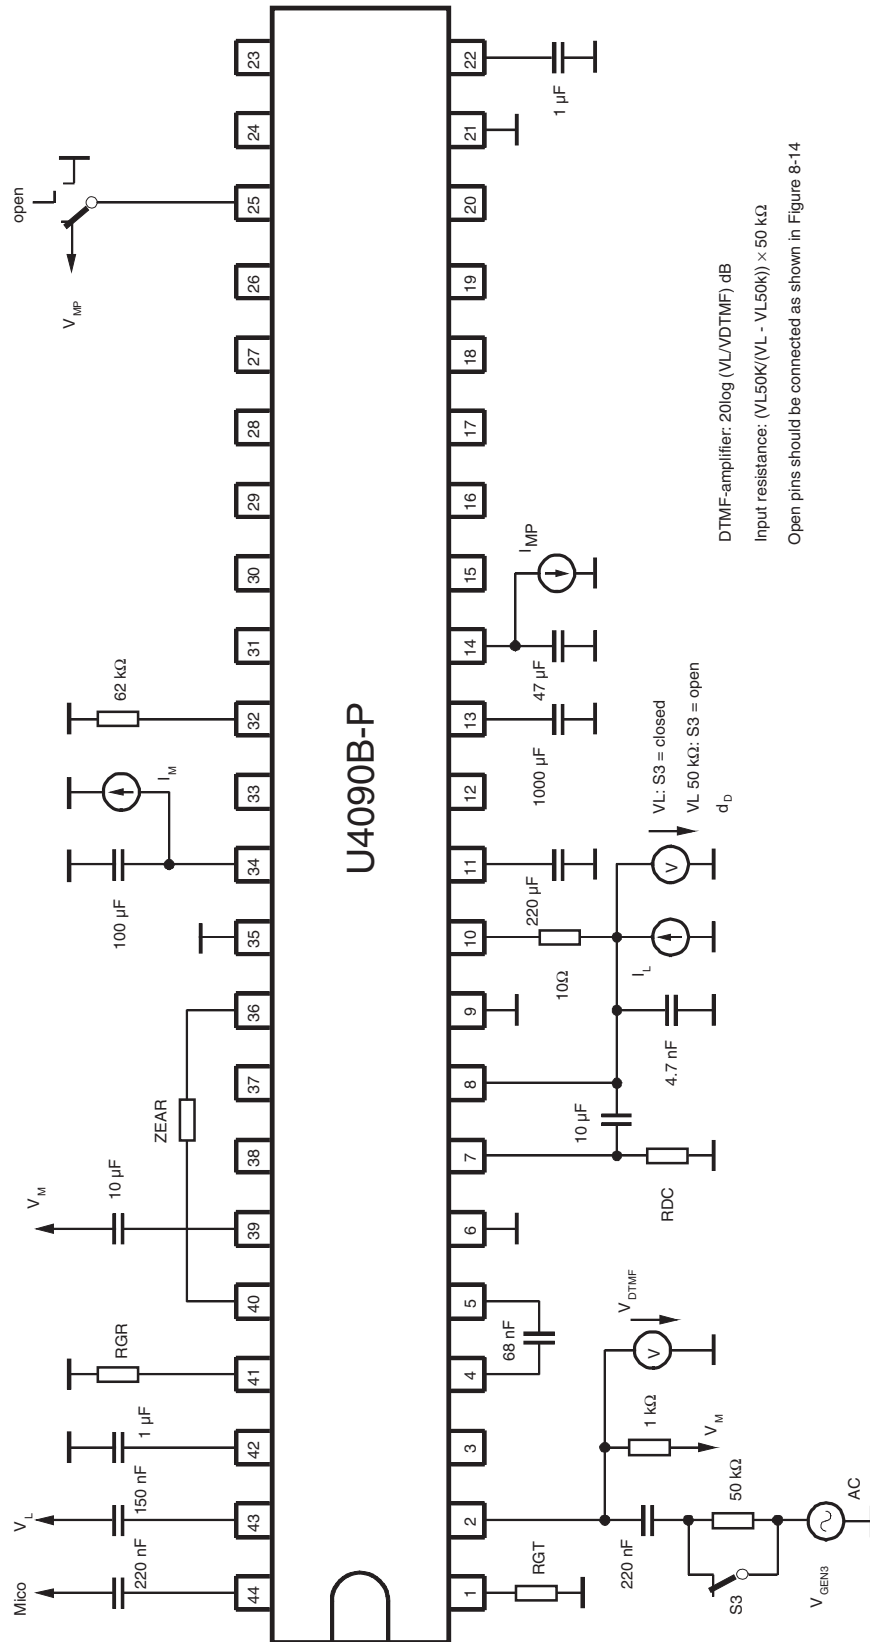 open
V_MP
23
24
25
26
27
28
29
30
31
32
33
34
35
36
37
38
39
40
41
42
43
44
62 kΩ
I_M
100 µF
ZEAR
V_M
10 µF
RGR
1 µF
V_L
150 nF
Mico
220 nF
U4090B-P
22
21
20
19
18
17
16
15
14
13
12
11
10
9
8
7
6
5
4
3
2
1
1 µF
I_MP
47 µF
1000 µF
220 µF
10Ω
I_L
VL: S3 = closed
VL 50 kΩ: S3 = open
d_D
V
4.7 nF
10 µF
RDC
68 nF
V_DTMF
V
1 kΩ
V_M
50 kΩ
220 nF
S3
AC
V_GEN3
RGT
DTMF-amplifier: 20log (VL/VDTMF) dB
Input resistance: (VL50K/(VL - VL50k)) × 50 kΩ
Open pins should be connected as shown in Figure 8-14